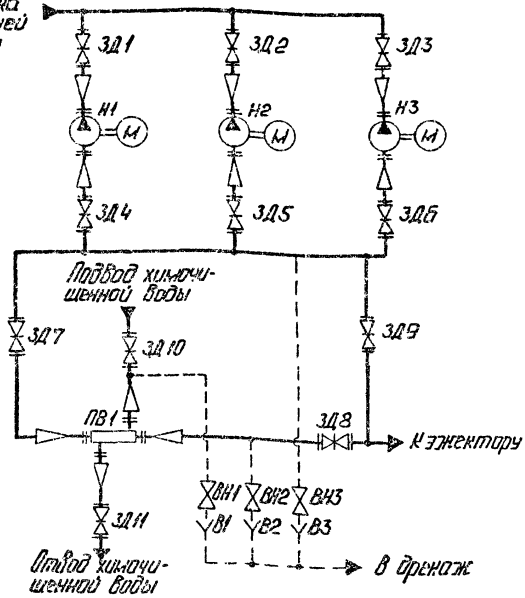 ЗД1
ЗД2
ЗД3
Н1
М
Н2
М
Н3
М
ЗД4
ЗД5
ЗД6
Подвод химочи-
щенной воды
ЗД7
ЗД10
ЗД9
ПВ1
ЗД8
К эжектору
ВН1
ВН2
ВН3
В1
В2
В3
ЗД11
Отвод химочи-
щенной воды
В дренаж